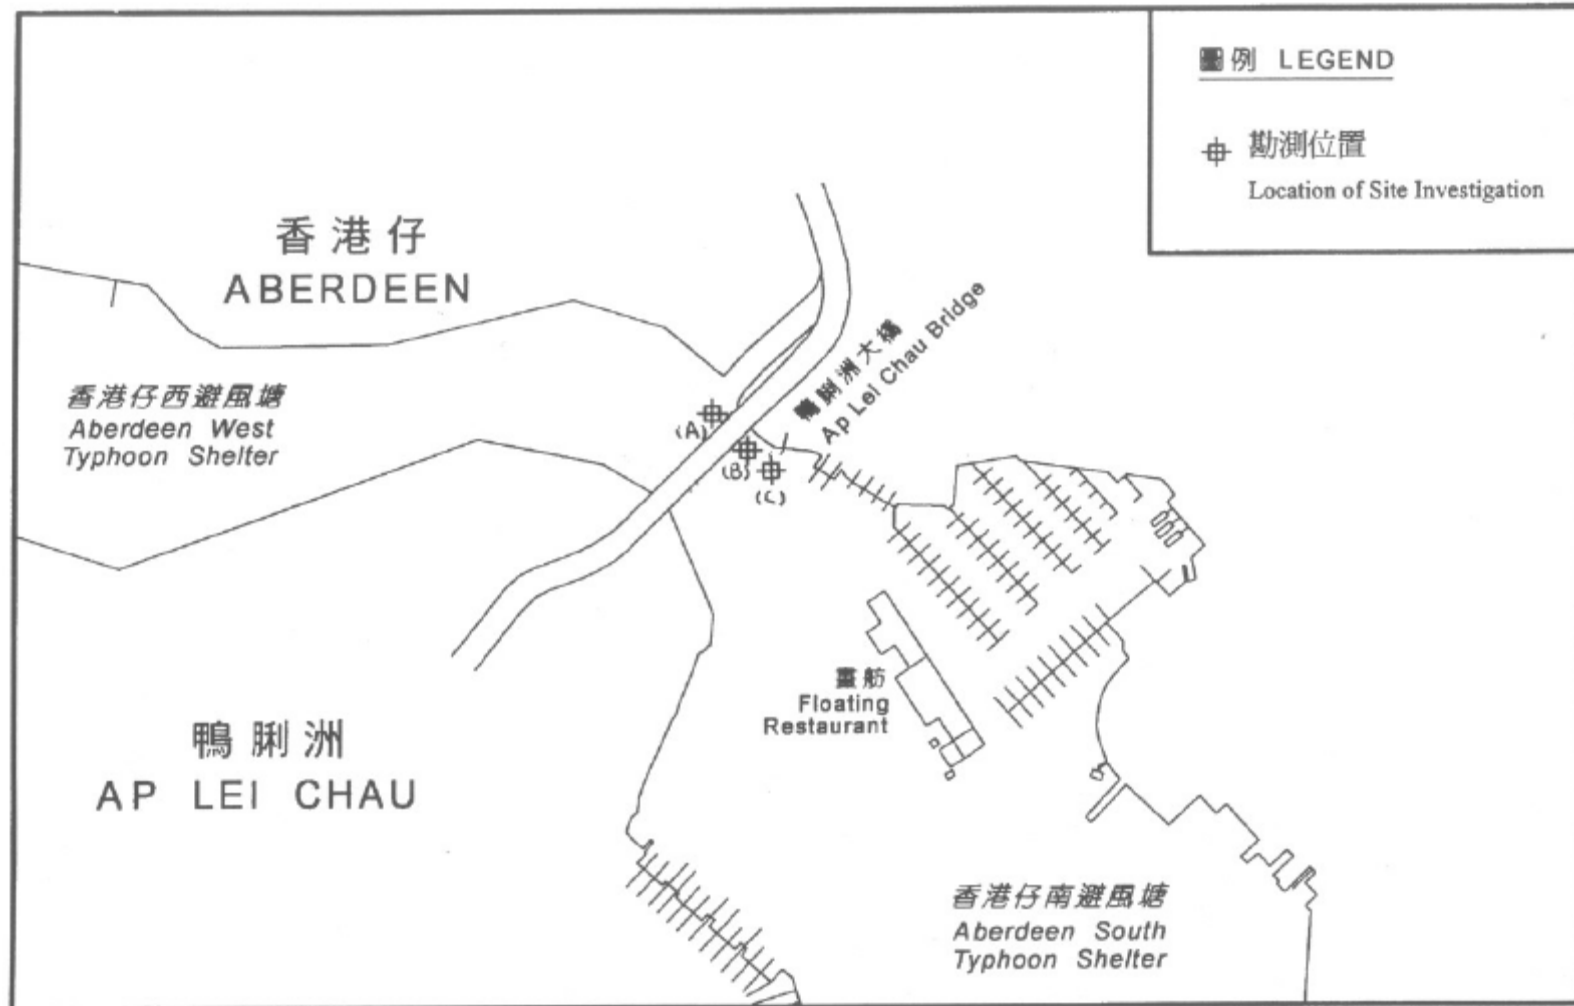 圖例 LEGEND
勘測位置
Location of Site Investigation
香港仔
ABERDEEN
鴨脷洲大橋
Ap Lei Chau Bridge
香港仔西避風塘
Aberdeen West
Typhoon Shelter
(A)
(B)
(C)
畫舫
Floating
Restaurant
鴨脷洲
AP LEI CHAU
香港仔南避風塘
Aberdeen South
Typhoon Shelter